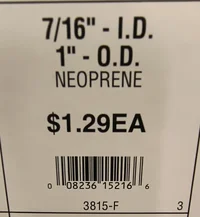 7/16" - I.D.
1" - O.D.
NEOPRENE
$1.29EA
0 08236 15216 6
3815-F 3